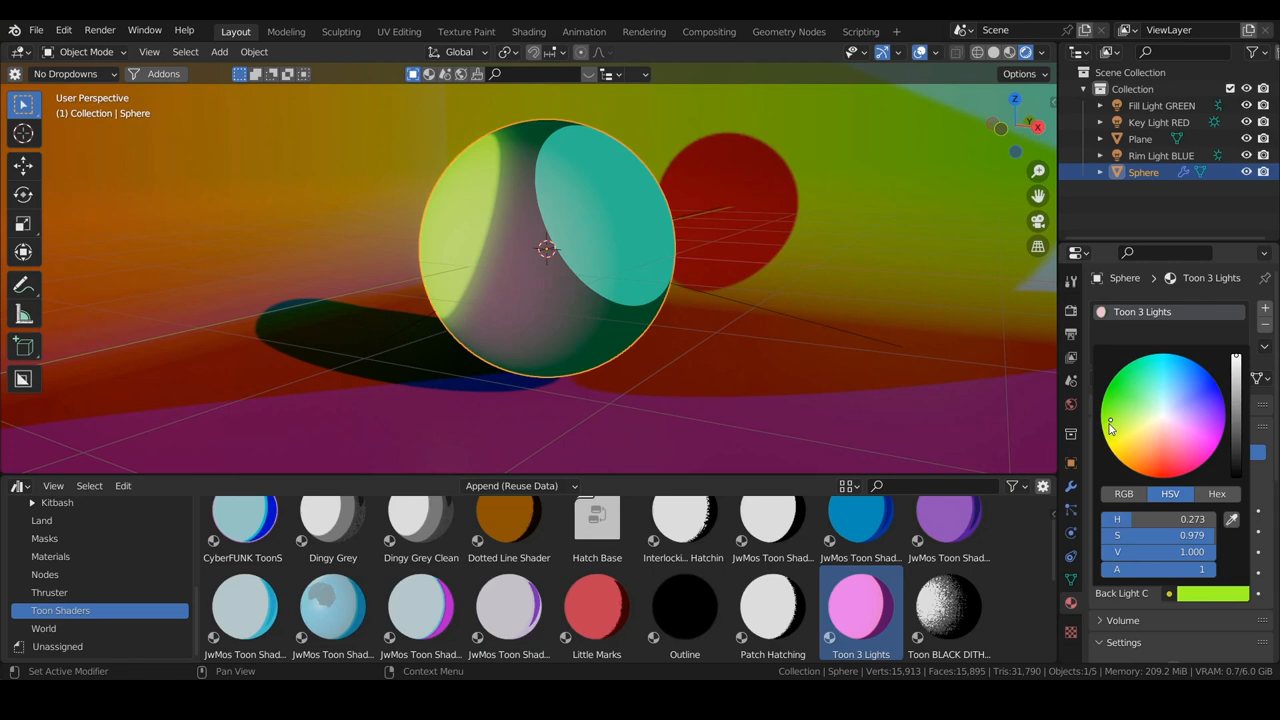 File Edit Render Window Help Layout Modeling Sculpting UV Editing Texture Paint Shading Animation Rendering Compositing Geometry Nodes Scripting + Scene ViewLayer
Object Mode View Select Add Object Global
No Dropdowns Addons Options
User Perspective
(1) Collection | Sphere
Z
Y
X
Scene Collection
Collection
Fill Light GREEN
Key Light RED
Plane
Rim Light BLUE
Sphere
Sphere Toon 3 Lights
Toon 3 Lights
RGB HSV Hex
H 0.273
S 0.979
V 1.000
A 1
Back Light C
Volume
Settings
View Select Edit Append (Reuse Data)
Kitbash
Land
Masks
Materials
Nodes
Thruster
Toon Shaders
World
Unassigned
CyberFUNK ToonS Dingy Grey Dingy Grey Clean Dotted Line Shader Hatch Base Interlocki... Hatchin JwMos Toon Shad... JwMos Toon Shad... JwMos Toon Shad...
JwMos Toon Shad... JwMos Toon Shad... JwMos Toon Shad... JwMos Toon Shad... Little Marks Outline Patch Hatching Toon 3 Lights Toon BLACK DITH...
Set Active Modifier Pan View Context Menu Collection | Sphere | Verts:15,913 | Faces:15,895 | Tris:31,790 | Objects:1/5 | Memory: 209.2 MiB | VRAM: 0.7/6.0 GiB